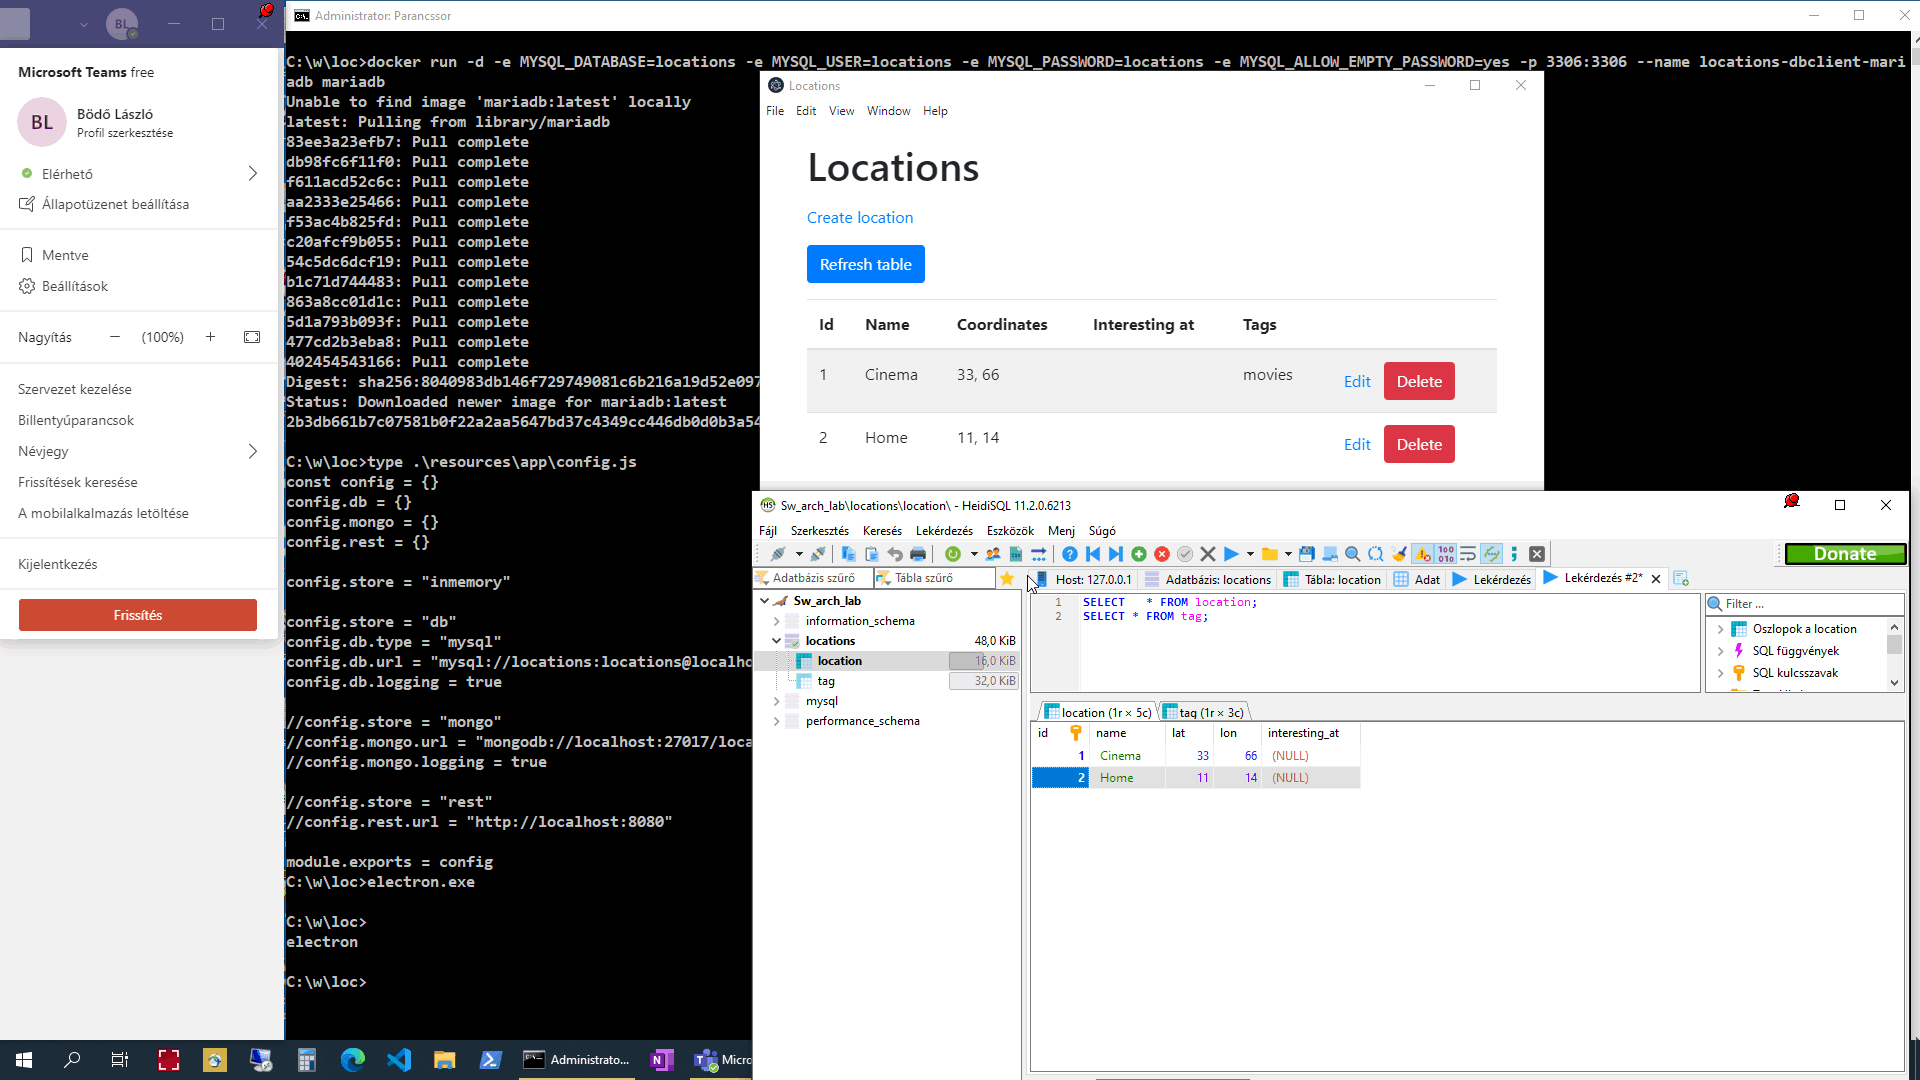 BL
Microsoft Teams free
BL
Bödő László
Profil szerkesztése
Elérhető
Állapotüzenet beállítása
Mentve
Beállítások
Nagyítás
(100%)
Szervezet kezelése
Billentyűparancsok
Névjegy
Frissítések keresése
A mobilalkalmazás letöltése
Kijelentkezés
Frissítés
Administrator: Parancssor
C:\w\loc>docker run -d -e MYSQL_DATABASE=locations -e MYSQL_USER=locations -e MYSQL_PASSWORD=locations -e MYSQL_ALLOW_EMPTY_PASSWORD=yes -p 3306:3306 --name locations-dbclient-mari
adb mariadb
Unable to find image 'mariadb:latest' locally
latest: Pulling from library/mariadb
83ee3a23efb7: Pull complete
db98fc6f11f0: Pull complete
f611acd52c6c: Pull complete
aa2333e25466: Pull complete
f53ac4b825fd: Pull complete
c20afcf9b055: Pull complete
54c5dc6dcf19: Pull complete
b1c71d744483: Pull complete
863a8cc01d1c: Pull complete
5d1a793b093f: Pull complete
477cd2b3eba8: Pull complete
402454543166: Pull complete
Digest: sha256:8040983db146f729749081c6b216a19d52e097
Status: Downloaded newer image for mariadb:latest
2b3db661b7c07581b0f22a2aa5647bd37c4349cc446db0d0b3a54
C:\w\loc>type .\resources\app\config.js
const config = {}
config.db = {}
config.mongo = {}
config.rest = {}
config.store = "inmemory"
config.store = "db"
config.db.type = "mysql"
config.db.url = "mysql://locations:locations@localho
config.db.logging = true
//config.store = "mongo"
//config.mongo.url = "mongodb://localhost:27017/loca
//config.mongo.logging = true
//config.store = "rest"
//config.rest.url = "http://localhost:8080"
module.exports = config
C:\w\loc>electron.exe
C:\w\loc>
electron
C:\w\loc>
Locations
File Edit View Window Help
Locations
Create location
Refresh table
Id Name Coordinates Interesting at Tags
1 Cinema 33, 66 movies Edit Delete
2 Home 11, 14 Edit Delete
Sw_arch_lab\locations\location\ - HeidiSQL 11.2.0.6213
Fájl Szerkesztés Keresés Lekérdezés Eszközök Menj Súgó
Donate
Adatbázis szűrő Tábla szűrő
Host: 127.0.0.1 Adatbázis: locations Tábla: location Adat Lekérdezés Lekérdezés #2*
Sw_arch_lab
information_schema
locations 48,0 KiB
location 16,0 KiB
tag 32,0 KiB
mysql
performance_schema
1 SELECT * FROM location;
2 SELECT * FROM tag;
Filter ...
Oszlopok a location
SQL függvények
SQL kulcsszavak
location (1r × 5c) tag (1r × 3c)
id name lat lon interesting_at
1 Cinema 33 66 (NULL)
2 Home 11 14 (NULL)
Administrato... Micro